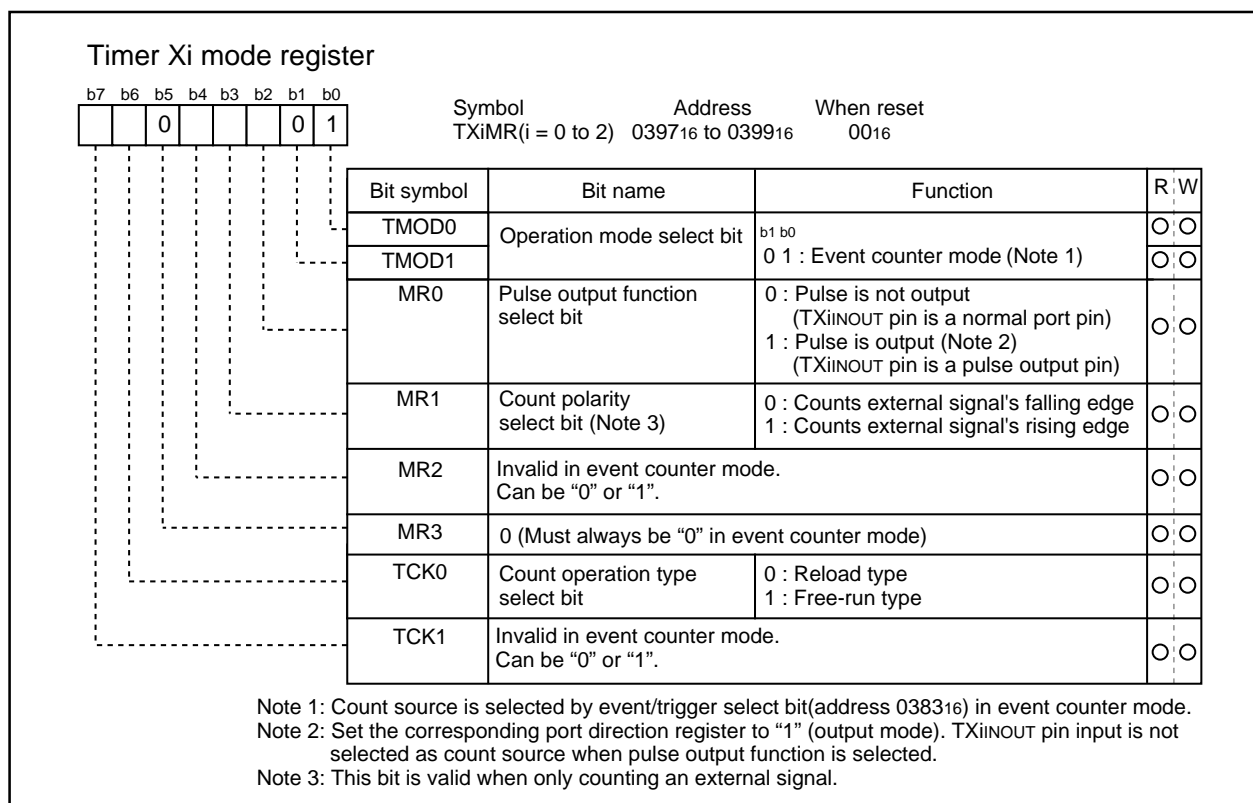 Timer Xi mode register
b7 b6 b5 b4 b3 b2 b1 b0
0 0 1
Symbol Address When reset
TXiMR(i = 0 to 2) 039716 to 039916 0016
Bit symbol Bit name Function R W
TMOD0 Operation mode select bit b1 b0
TMOD1 0 1 : Event counter mode (Note 1)
MR0 Pulse output function 0 : Pulse is not output
select bit (TXiINOUT pin is a normal port pin)
1 : Pulse is output (Note 2)
(TXiINOUT pin is a pulse output pin)
MR1 Count polarity 0 : Counts external signal's falling edge
select bit (Note 3) 1 : Counts external signal's rising edge
MR2 Invalid in event counter mode.
Can be “0” or “1”.
MR3 0 (Must always be “0” in event counter mode)
TCK0 Count operation type 0 : Reload type
select bit 1 : Free-run type
TCK1 Invalid in event counter mode.
Can be “0” or “1”.
Note 1: Count source is selected by event/trigger select bit(address 038316) in event counter mode.
Note 2: Set the corresponding port direction register to “1” (output mode). TXiINOUT pin input is not
selected as count source when pulse output function is selected.
Note 3: This bit is valid when only counting an external signal.